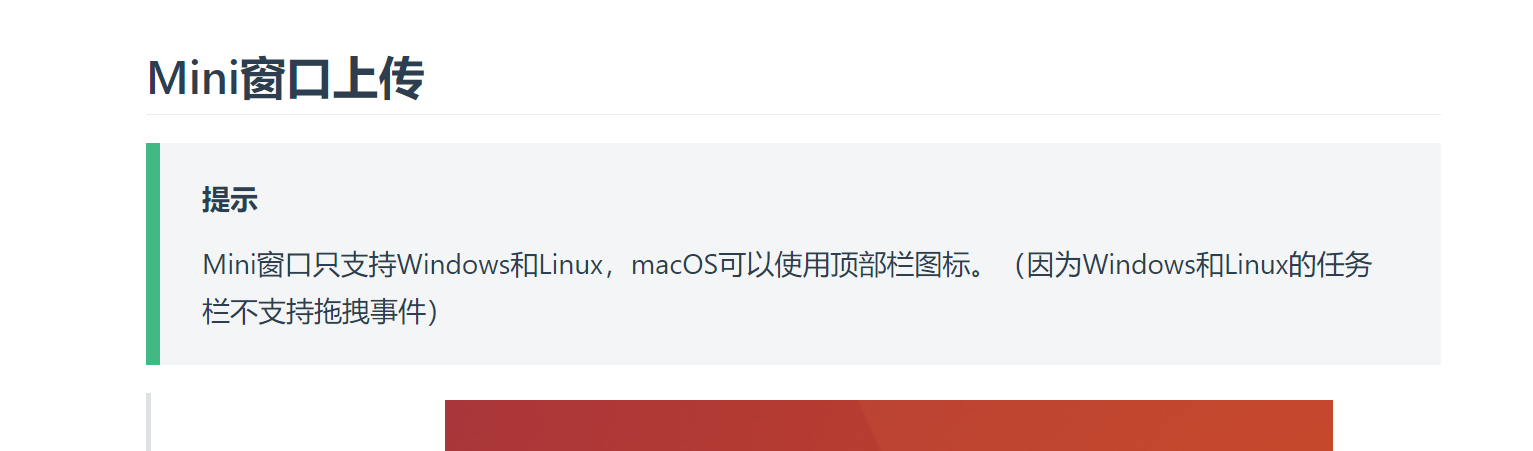 Mini窗口上传
提示
Mini窗口只支持Windows和Linux，macOS可以使用顶部栏图标。（因为Windows和Linux的任务
栏不支持拖拽事件）